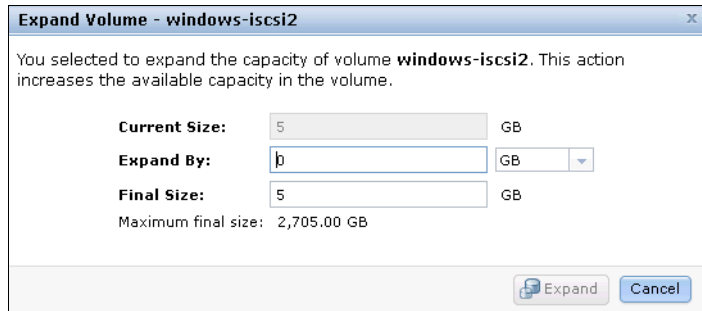 Expand Volume - windows-iscsi2 x
You selected to expand the capacity of volume windows-iscsi2. This action
increases the available capacity in the volume.
Current Size: 5 GB
Expand By: 0 GB
Final Size: 5 GB
Maximum final size: 2,705.00 GB
Expand Cancel